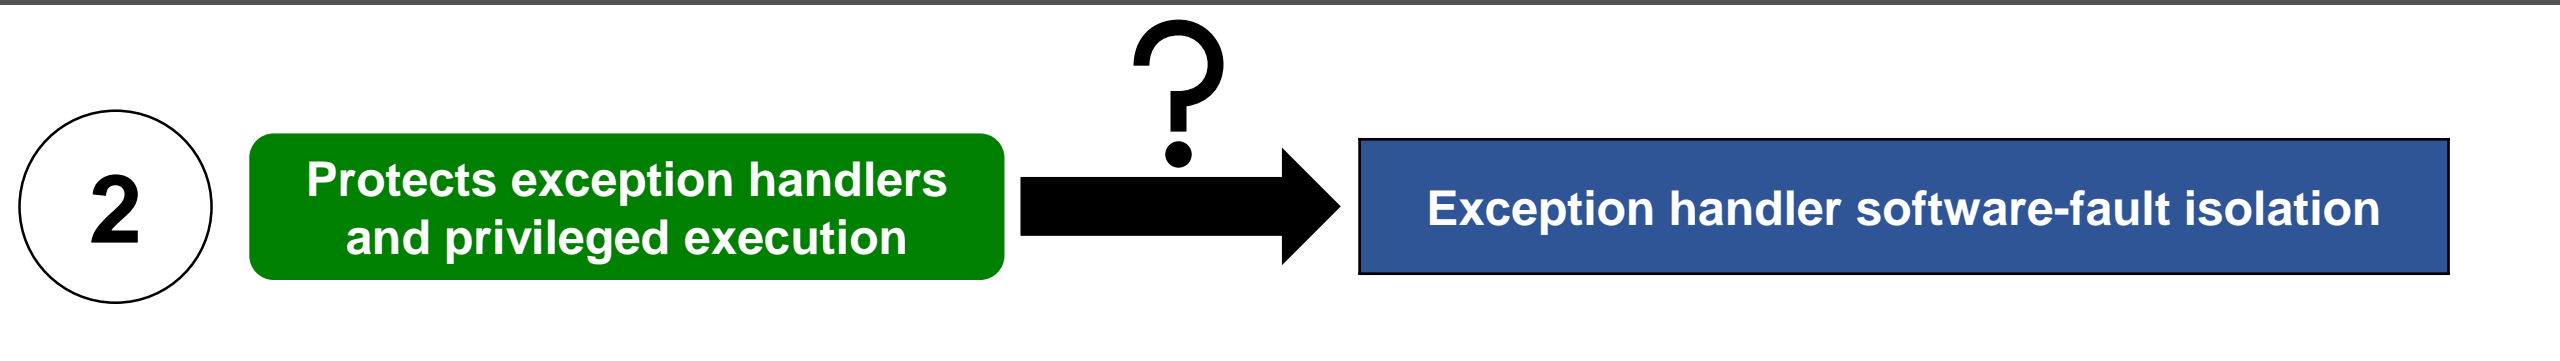 ?
2
Protects exception handlers
and privileged execution
Exception handler software-fault isolation